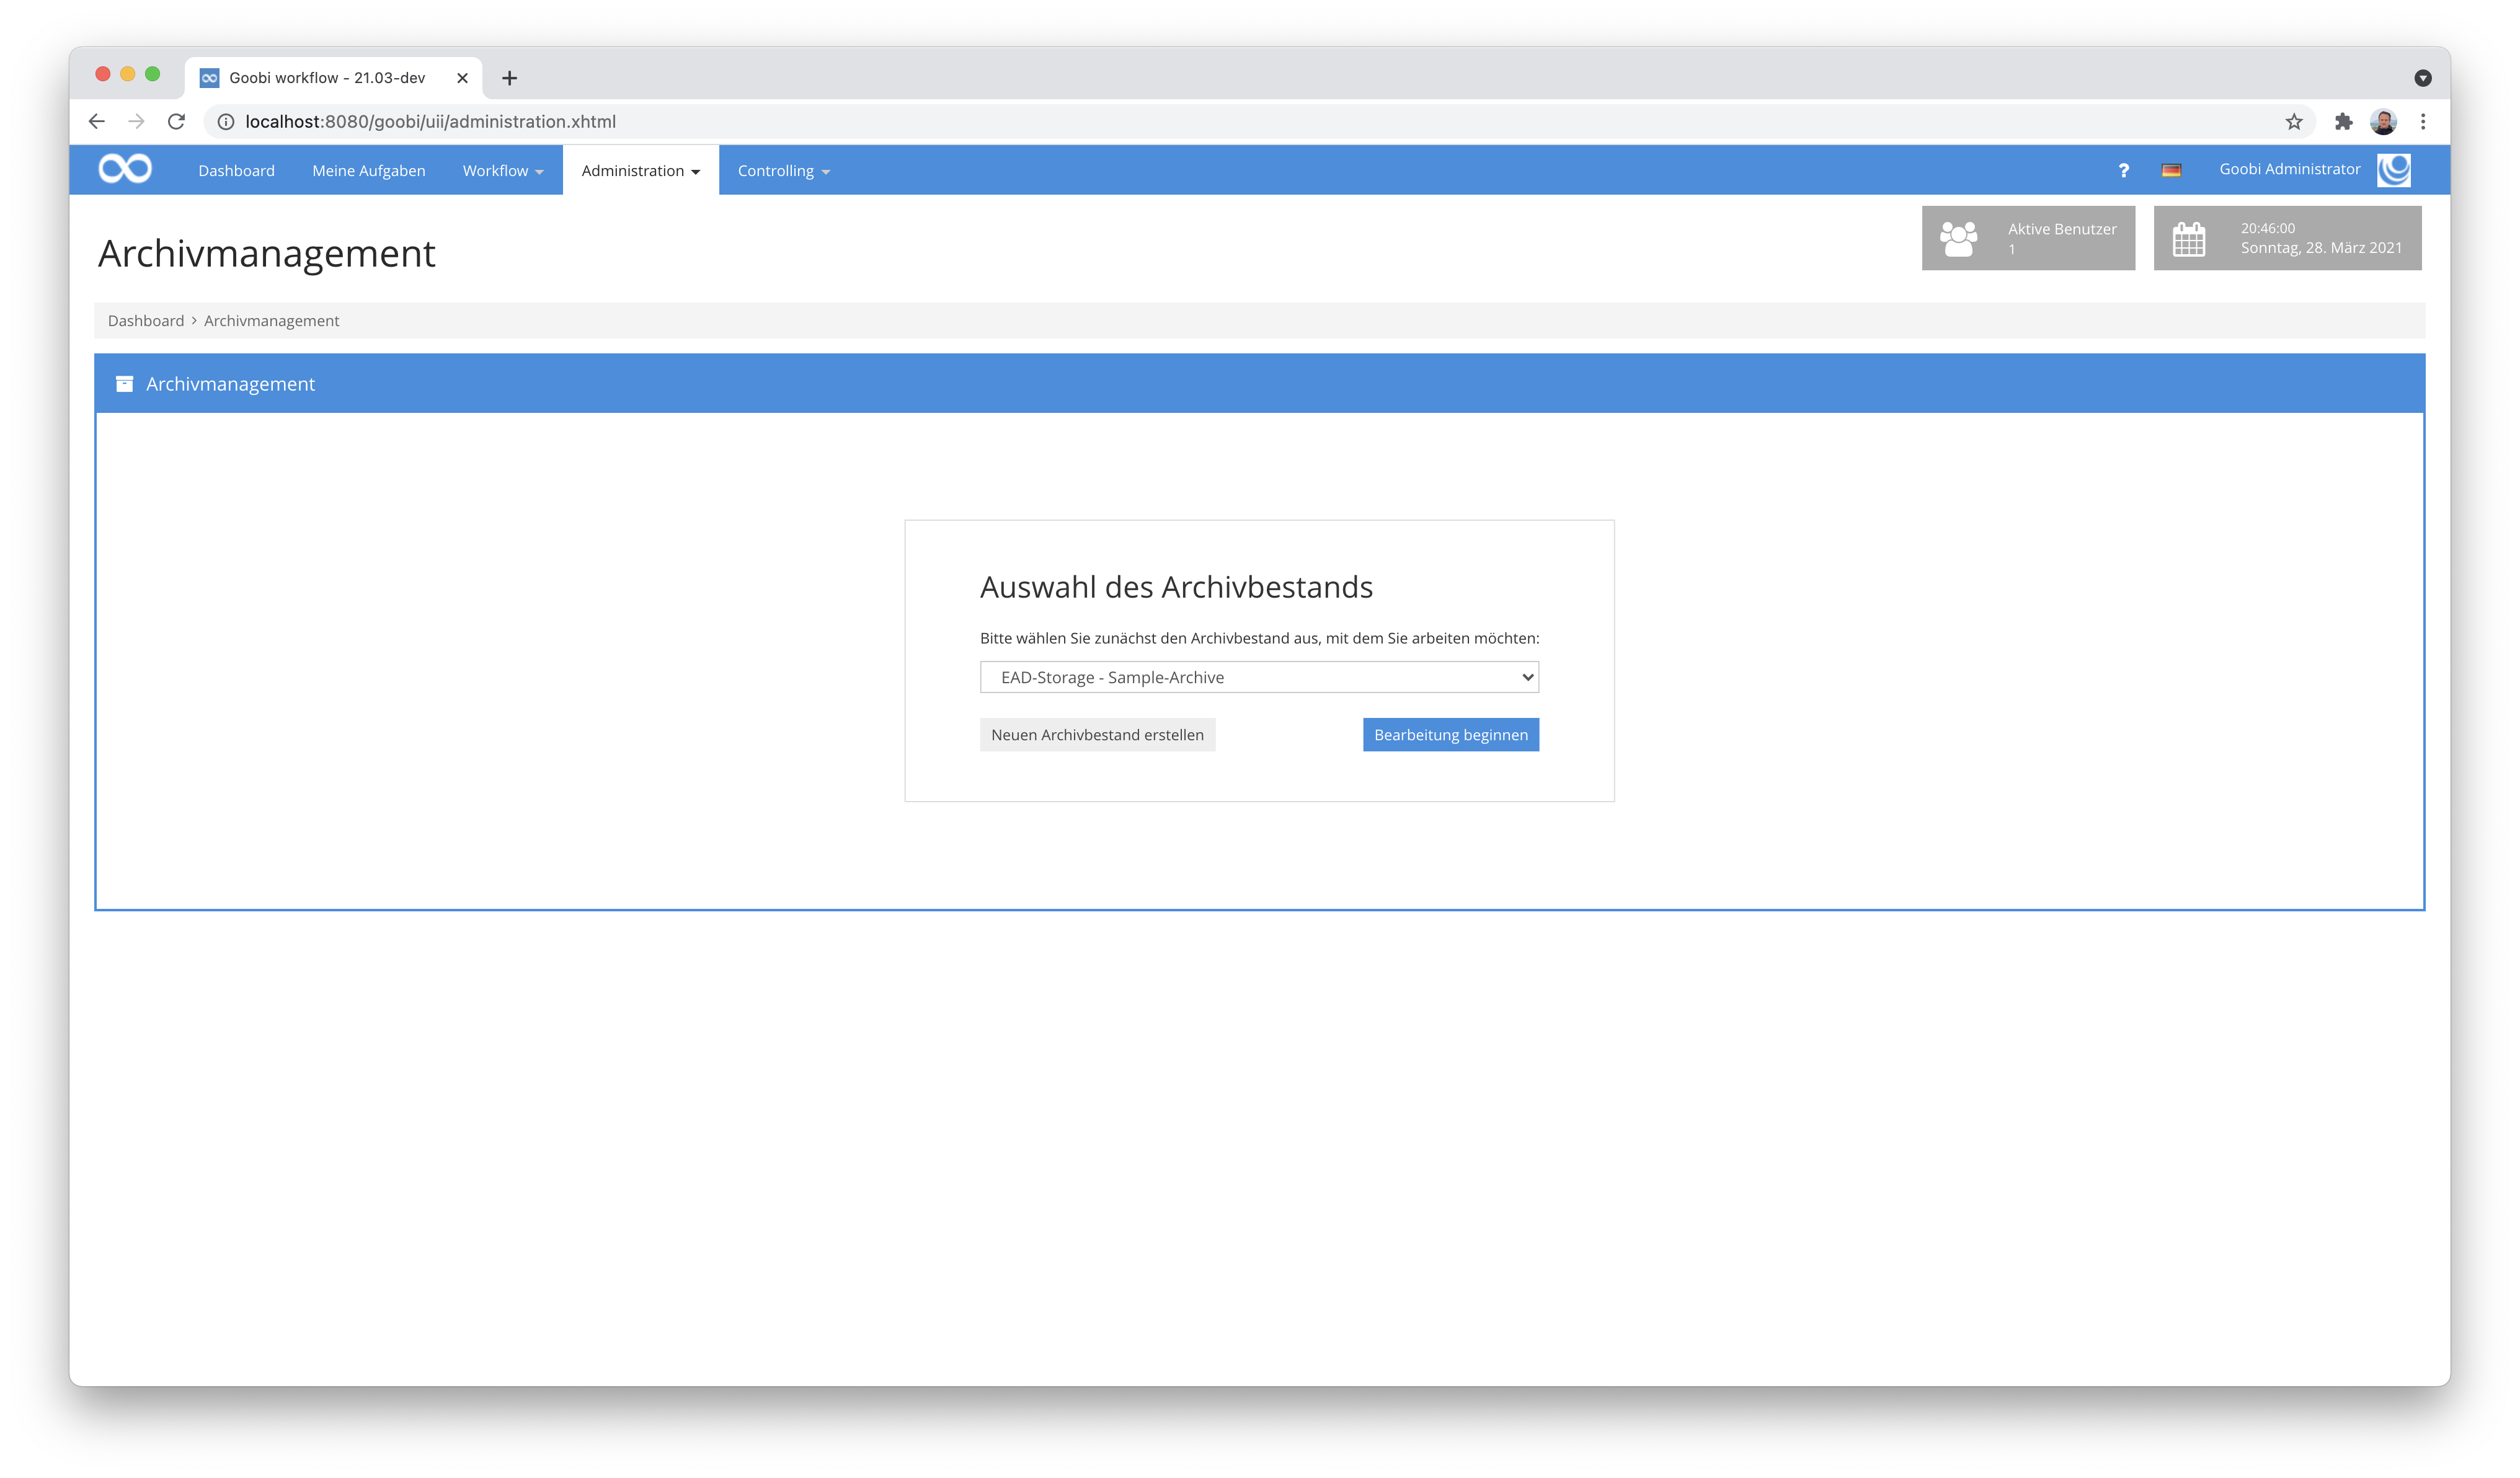 Goobi workflow - 21.03-dev
localhost:8080/goobi/uii/administration.xhtml
Dashboard Meine Aufgaben Workflow Administration Controlling ? Goobi Administrator
Archivmanagement
Aktive Benutzer
1
20:46:00
Sonntag, 28. März 2021
Dashboard > Archivmanagement
Archivmanagement
Auswahl des Archivbestands
Bitte wählen Sie zunächst den Archivbestand aus, mit dem Sie arbeiten möchten:
EAD-Storage - Sample-Archive
Neuen Archivbestand erstellen Bearbeitung beginnen